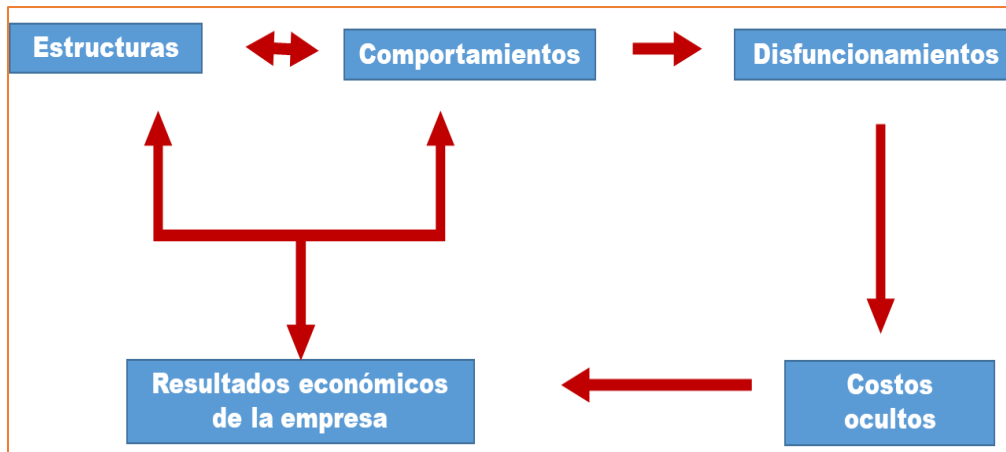 Estructuras
Comportamientos
Disfuncionamientos
Resultados económicos
de la empresa
Costos
ocultos